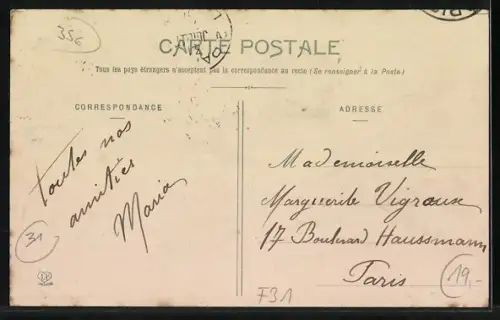 356
CARTE POSTALE
Tous les pays étrangers n'acceptent pas la correspondance au recto (Se renseigner à la Poste)
CORRESPONDANCE
ADRESSE
toutes nos
amitiés
Maria
31
Mademoiselle
Marguerite Vigroux
17 Boulevard Haussmann
Paris
19,-
F31